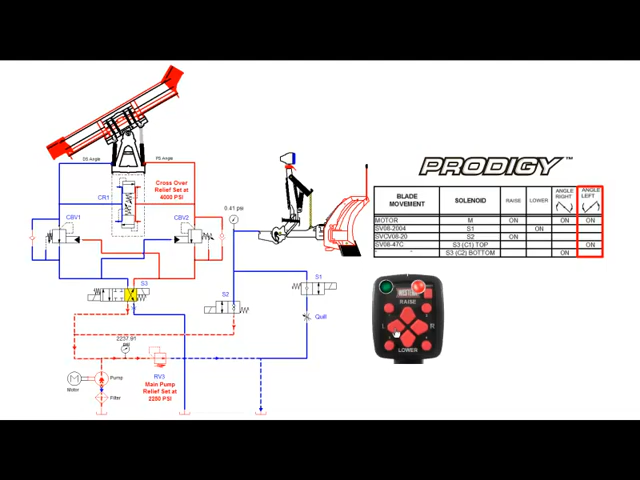 DS Angle
PS Angle
Cross Over
Relief Set at
4000 PSI
CR1
CBV1
CBV2
0.41 psi
S3
S2
S1
Qui8
2237.91
RV3
Main Pump
Relief Set at
2250 PSI
Motor
Pump
Filter
PRODIGY™
BLADE MOVEMENT SOLENOID RAISE LOWER ANGLE RIGHT ANGLE LEFT
MOTOR M ON ON ON
SV08-2004 S1 ON
SVCV08-20 S2 ON
SV08-47C S3 (C1) TOP ON
S3 (C2) BOTTOM ON
RAISE
L R
LOWER